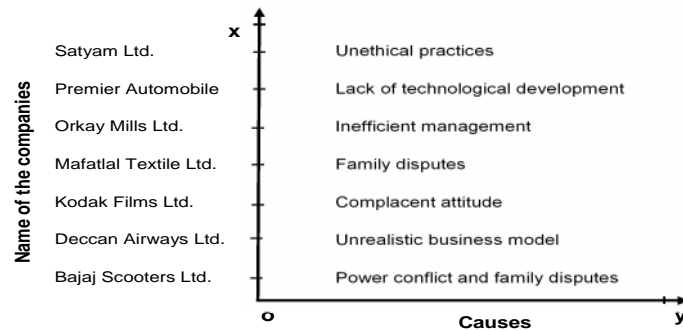 x
Satyam Ltd. Unethical practices
Premier Automobile Lack of technological development
Orkay Mills Ltd. Inefficient management
Mafatlal Textile Ltd. Family disputes
Kodak Films Ltd. Complacent attitude
Deccan Airways Ltd. Unrealistic business model
Bajaj Scooters Ltd. Power conflict and family disputes
Name of the companies
o y
Causes